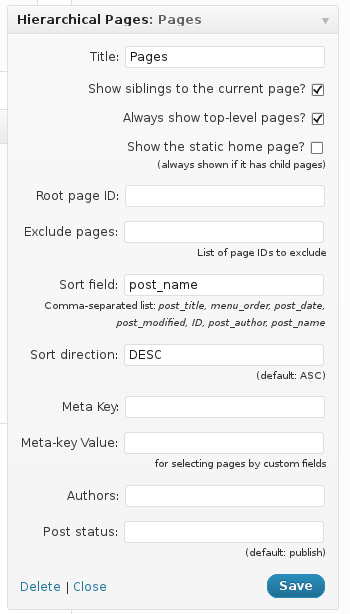 Hierarchical Pages: Pages
Title: Pages
Show siblings to the current page?
Always show top-level pages?
Show the static home page?
(always shown if it has child pages)
Root page ID:
Exclude pages:
List of page IDs to exclude
Sort field: post_name
Comma-separated list: post_title, menu_order, post_date,
post_modified, ID, post_author, post_name
Sort direction: DESC
(default: ASC)
Meta Key:
Meta-key Value:
for selecting pages by custom fields
Authors:
Post status:
(default: publish)
Delete | Close Save